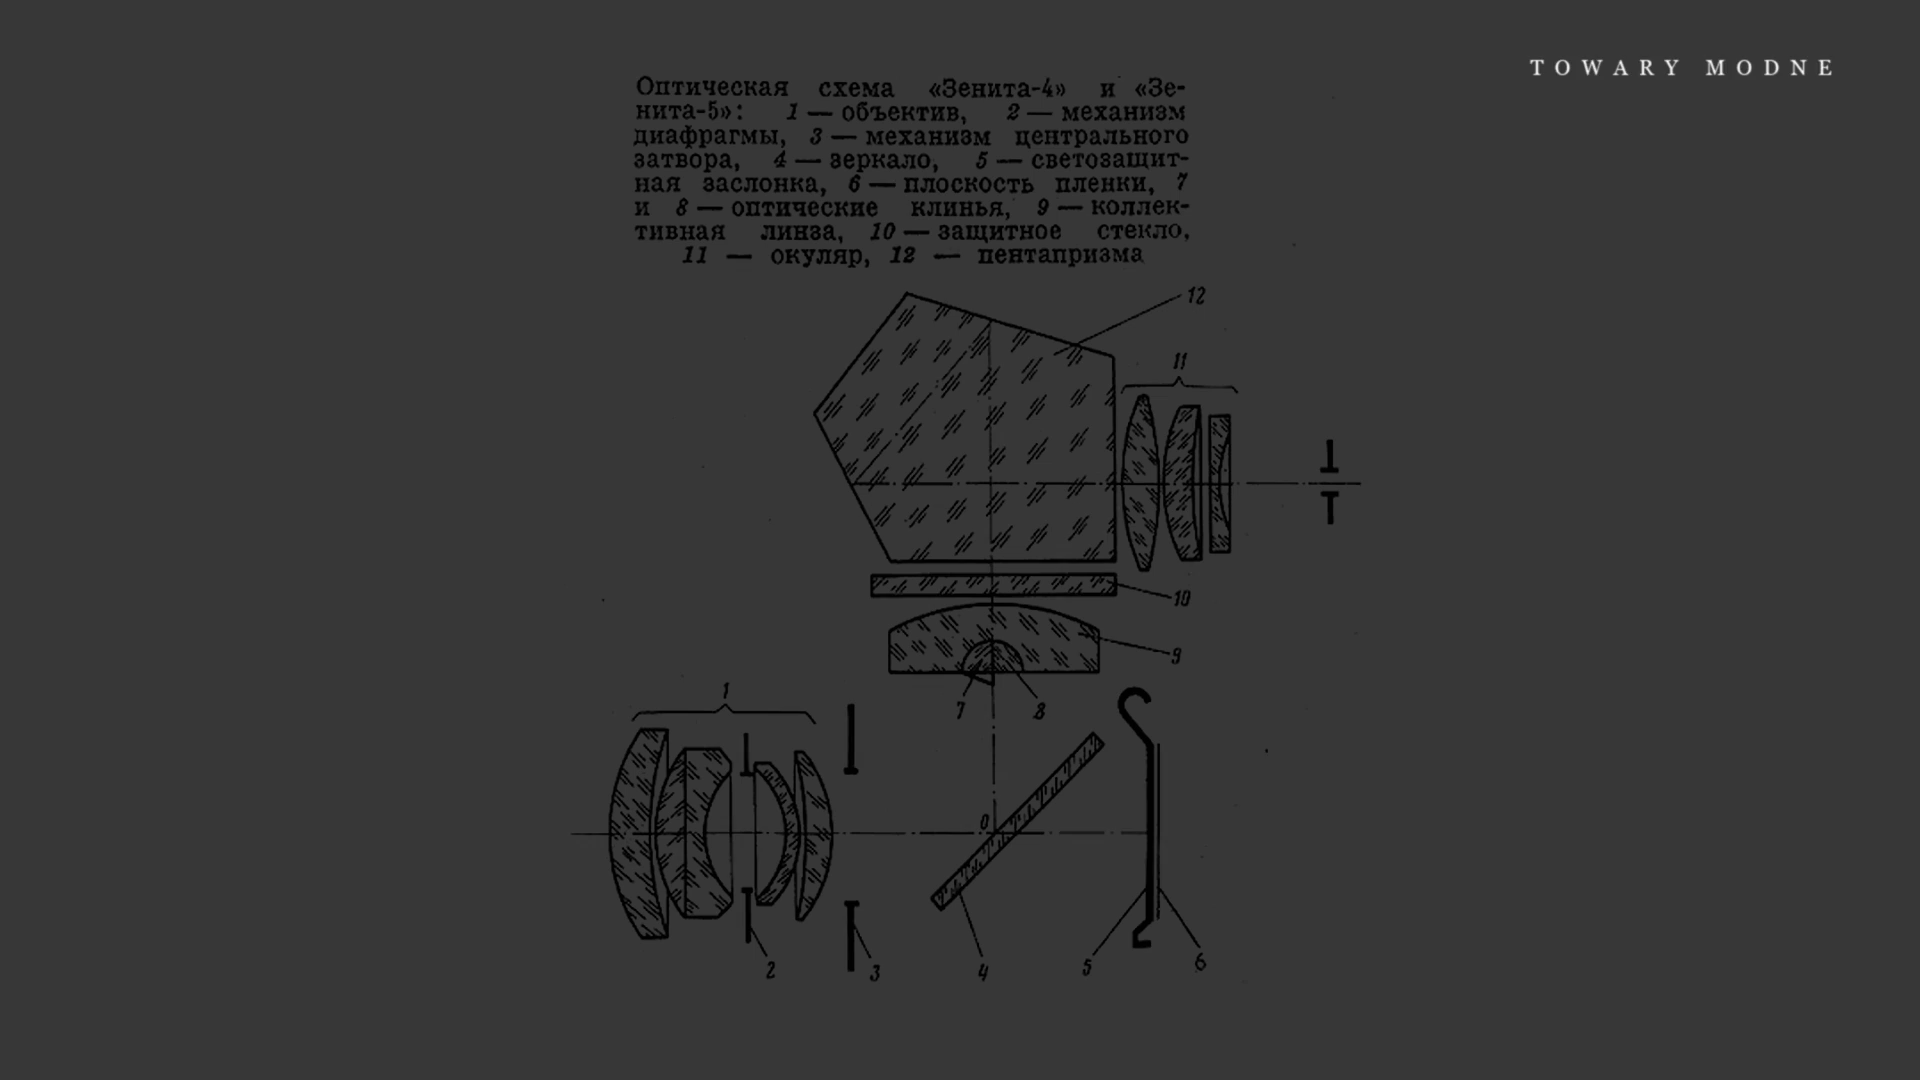 TOWARY MODNE
Оптическая схема «Зенита-4» и «Зе-
нита-5»: 1 — объектив, 2 — механизм
диафрагмы, 3 — механизм центрального
затвора, 4 — зеркало, 5 — светозащит-
ная заслонка, 6 — плоскость пленки, 7
и 8 — оптические клинья, 9 — коллек-
тивная линза, 10 — защитное стекло,
11 — окуляр, 12 — пентапризма
12
11
10
9
7 8
1
0
2 3 4 5 6